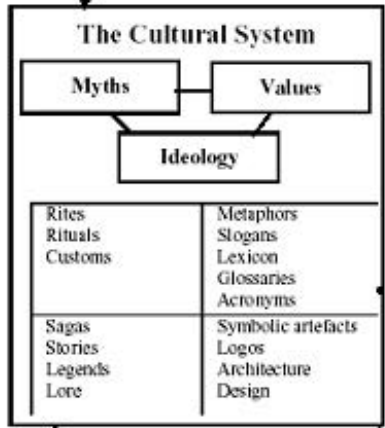 The Cultural System
Myths
Values
Ideology
Rites
Rituals
Customs
Metaphors
Slogans
Lexicon
Glossaries
Acronyms
Sagas
Stories
Legends
Lore
Symbolic artefacts
Logos
Architecture
Design